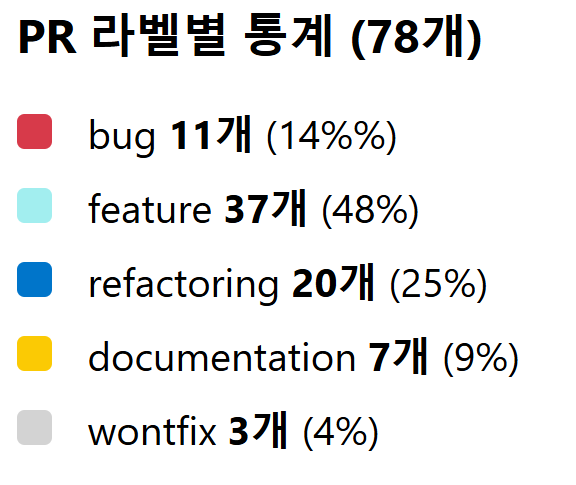 PR 라벨별 통계 (78개)
bug 11개 (14%%)
feature 37개 (48%)
refactoring 20개 (25%)
documentation 7개 (9%)
wontfix 3개 (4%)